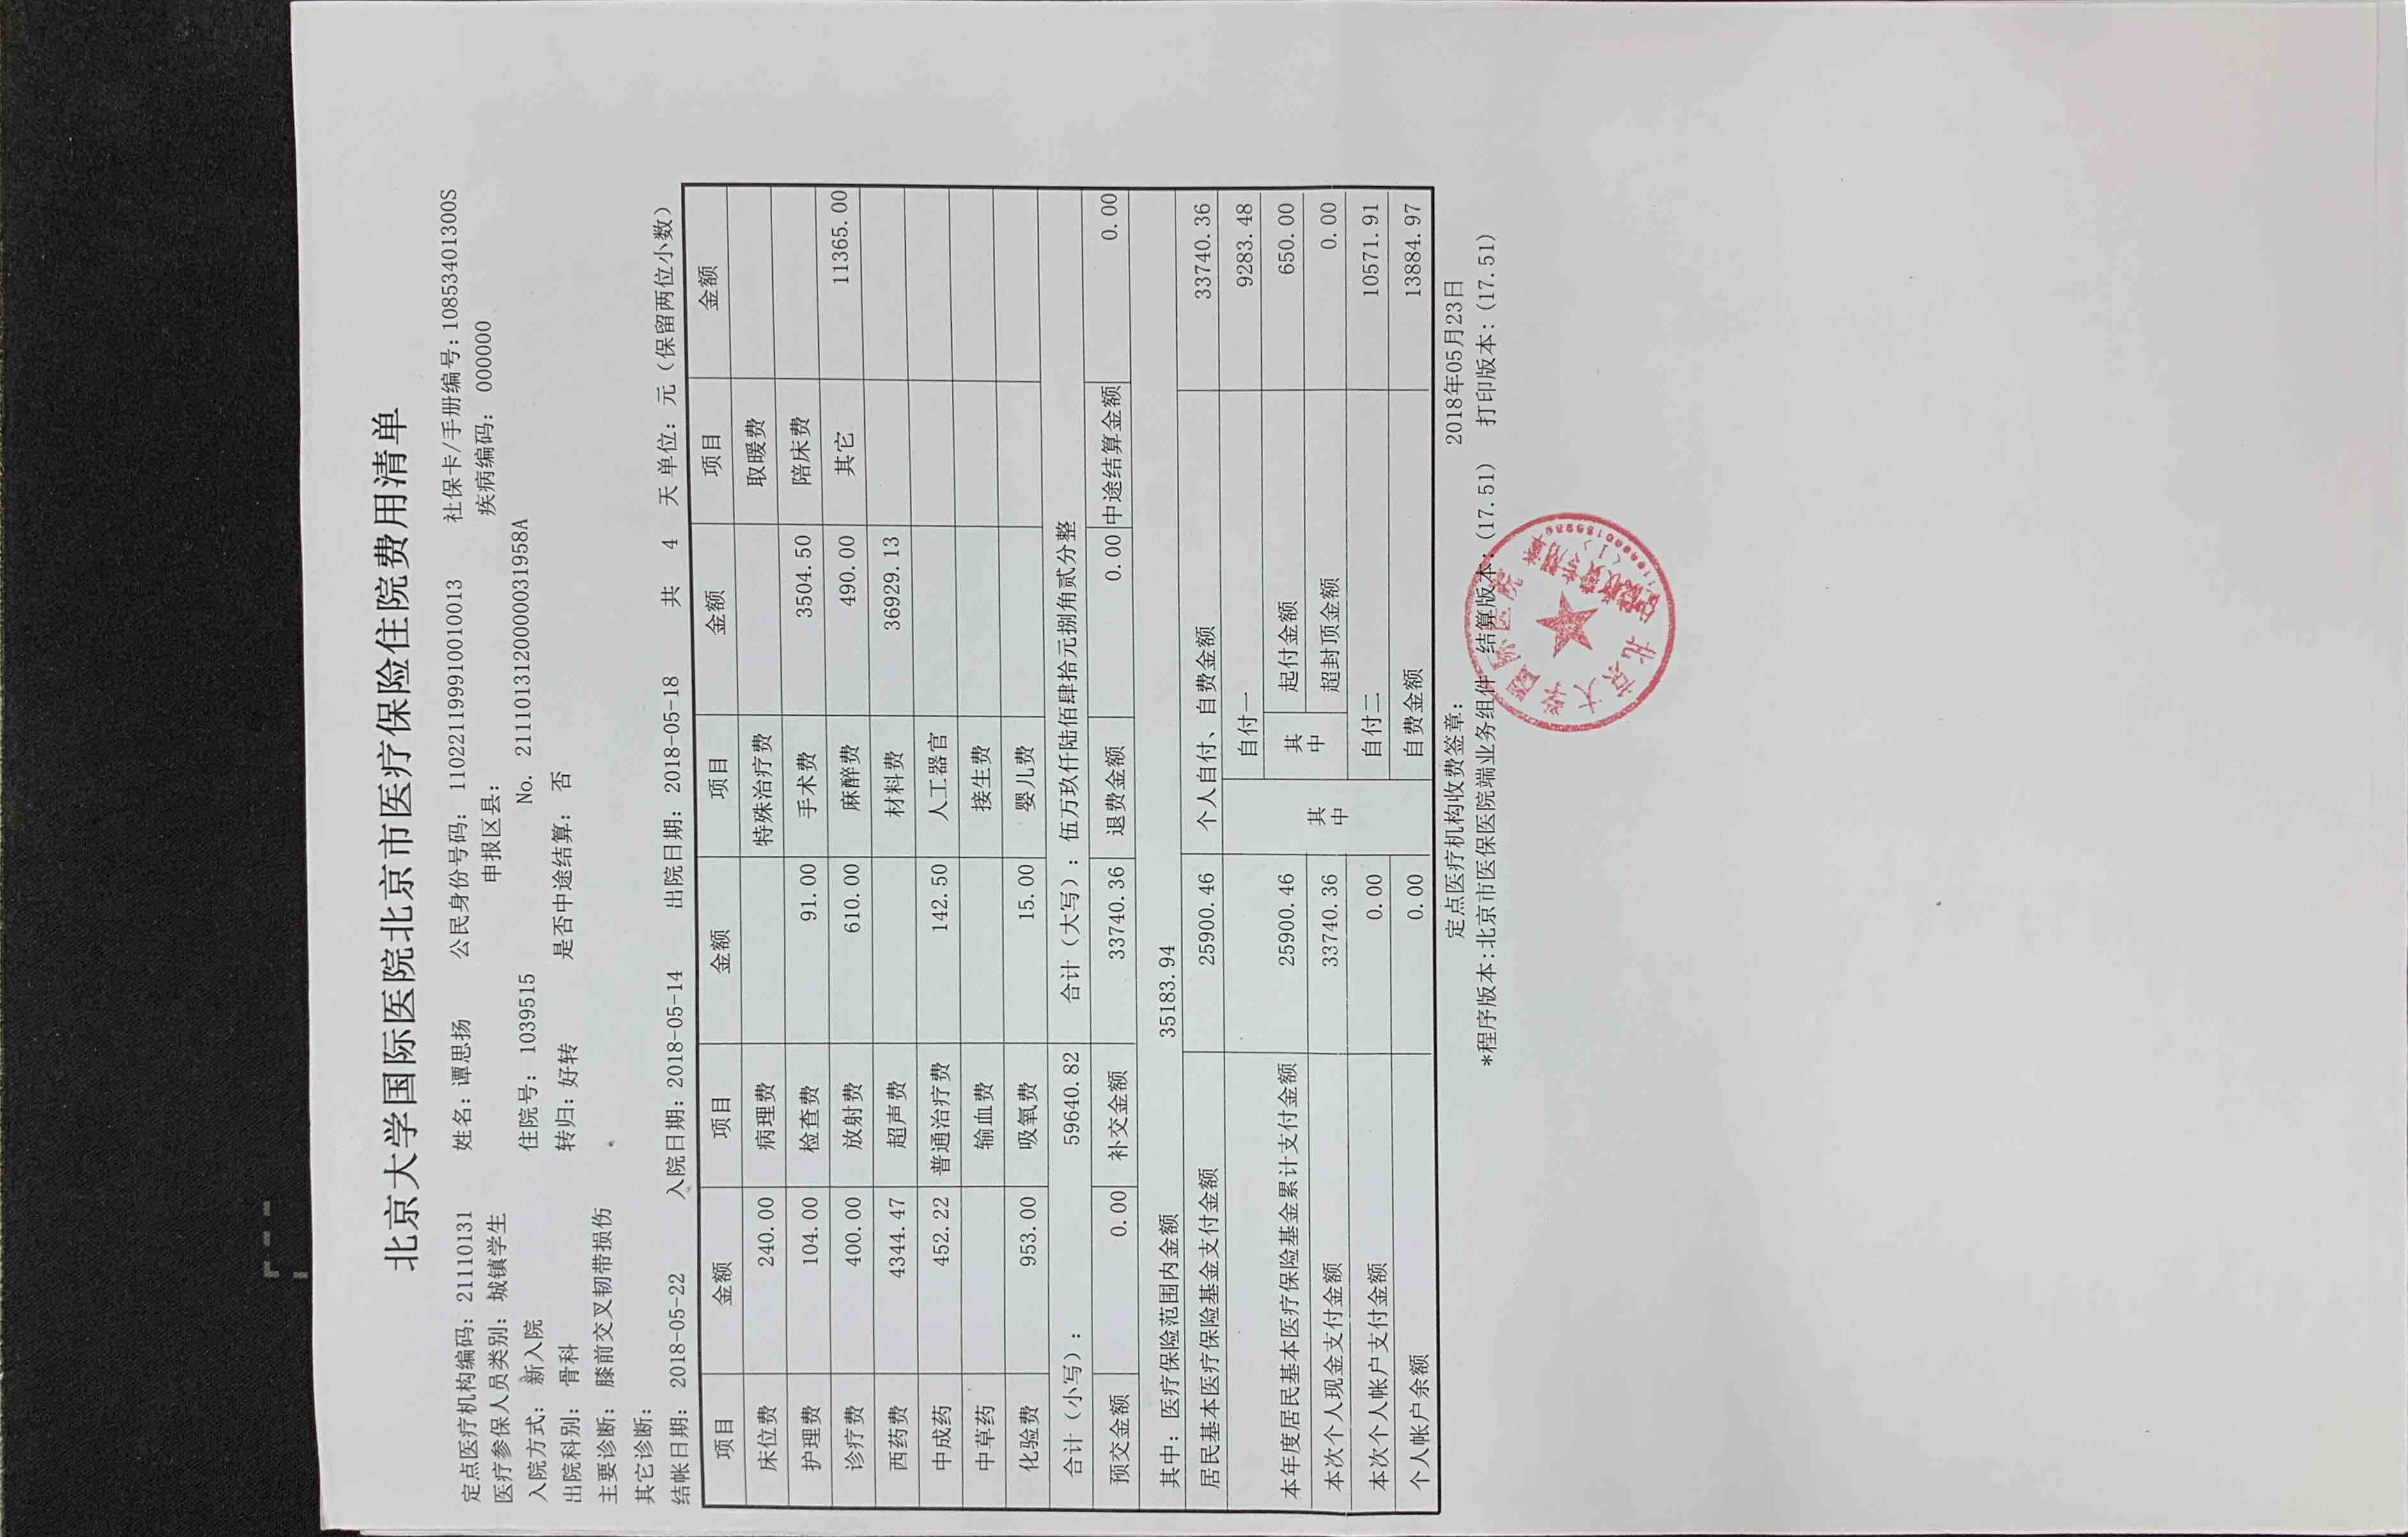 北京大学国际医院北京市医疗保险住院费用清单
定点医疗机构编码：21110131 姓名：谭思扬 公民身份号码：110221199910010013 社保卡/手册编号：10853401300S
医疗参保人员类别：城镇学生 申报区县： 疾病编码：000000
入院方式：新入院 住院号：1039515 No. 2111013120000031958A
出院科别：骨科 转归：好转 是否中途结算：否
主要诊断：膝前交叉韧带损伤
其它诊断：
结帐日期：2018-05-22 入院日期：2018-05-14 出院日期：2018-05-18 共 4 天 单位：元（保留两位小数）
项目 金额 项目 金额 项目 金额 项目 金额
床位费 240.00 病理费 特殊治疗费 取暖费
护理费 104.00 检查费 91.00 手术费 3504.50 陪床费
诊疗费 400.00 放射费 610.00 麻醉费 490.00 其它 11365.00
西药费 4344.47 超声费 材料费 36929.13
中成药 452.22 普通治疗费 142.50 人工器官
中草药 输血费 接生费
化验费 953.00 吸氧费 15.00 婴儿费
合计（小写）： 59640.82 合计（大写）：伍万玖仟陆佰肆拾元捌角贰分整
预交金额 0.00 补交金额 33740.36 退费金额 0.00 中途结算金额 0.00
其中：医疗保险范围内金额 35183.94
居民基本医疗保险基金支付金额 25900.46 个人自付、自费金额 33740.36
自付一 9283.48
本年度居民基本医疗保险基金累计支付金额 25900.46 其中 其中 起付金额 650.00
本次个人现金支付金额 33740.36 超封顶金额 0.00
本次个人帐户支付金额 0.00 自付二 10571.91
个人帐户余额 0.00 自费金额 13884.97
定点医疗机构收费签章： 2018年05月23日
*程序版本:北京市医保医院端业务组件 结算版本:(17.51) 打印版本:(17.51)
北京大学国际医院
住院收费专用章
(1)